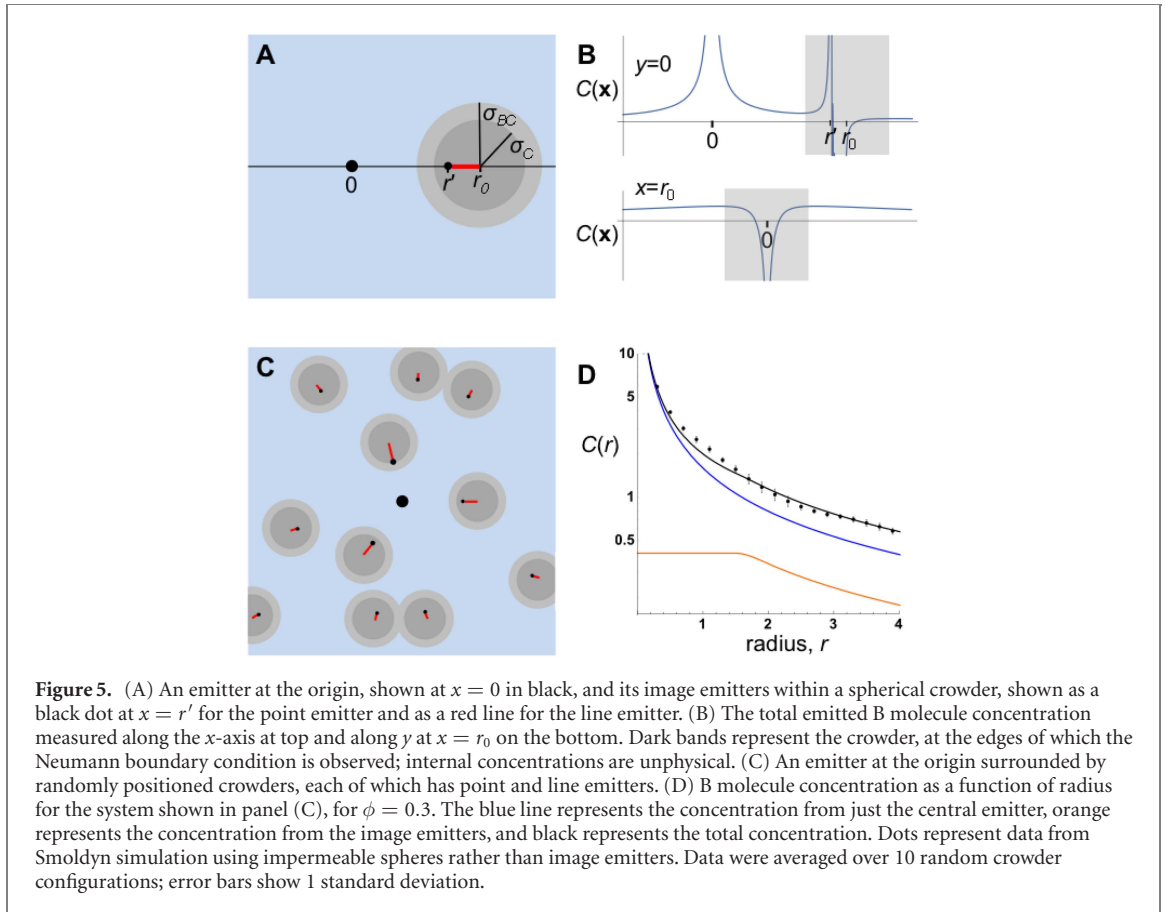 A
σBC
σC
0
r'
r0
B
y=0
C(x)
0
r'
r0
x=r0
C(x)
0
C
D
10
5
C(r)
1
0.5
1
2
3
4
radius, r
Figure 5. (A) An emitter at the origin, shown at x = 0 in black, and its image emitters within a spherical crowder, shown as a
black dot at x = r′ for the point emitter and as a red line for the line emitter. (B) The total emitted B molecule concentration
measured along the x-axis at top and along y at x = r0 on the bottom. Dark bands represent the crowder, at the edges of which the
Neumann boundary condition is observed; internal concentrations are unphysical. (C) An emitter at the origin surrounded by
randomly positioned crowders, each of which has point and line emitters. (D) B molecule concentration as a function of radius
for the system shown in panel (C), for ϕ = 0.3. The blue line represents the concentration from just the central emitter, orange
represents the concentration from the image emitters, and black represents the total concentration. Dots represent data from
Smoldyn simulation using impermeable spheres rather than image emitters. Data were averaged over 10 random crowder
configurations; error bars show 1 standard deviation.